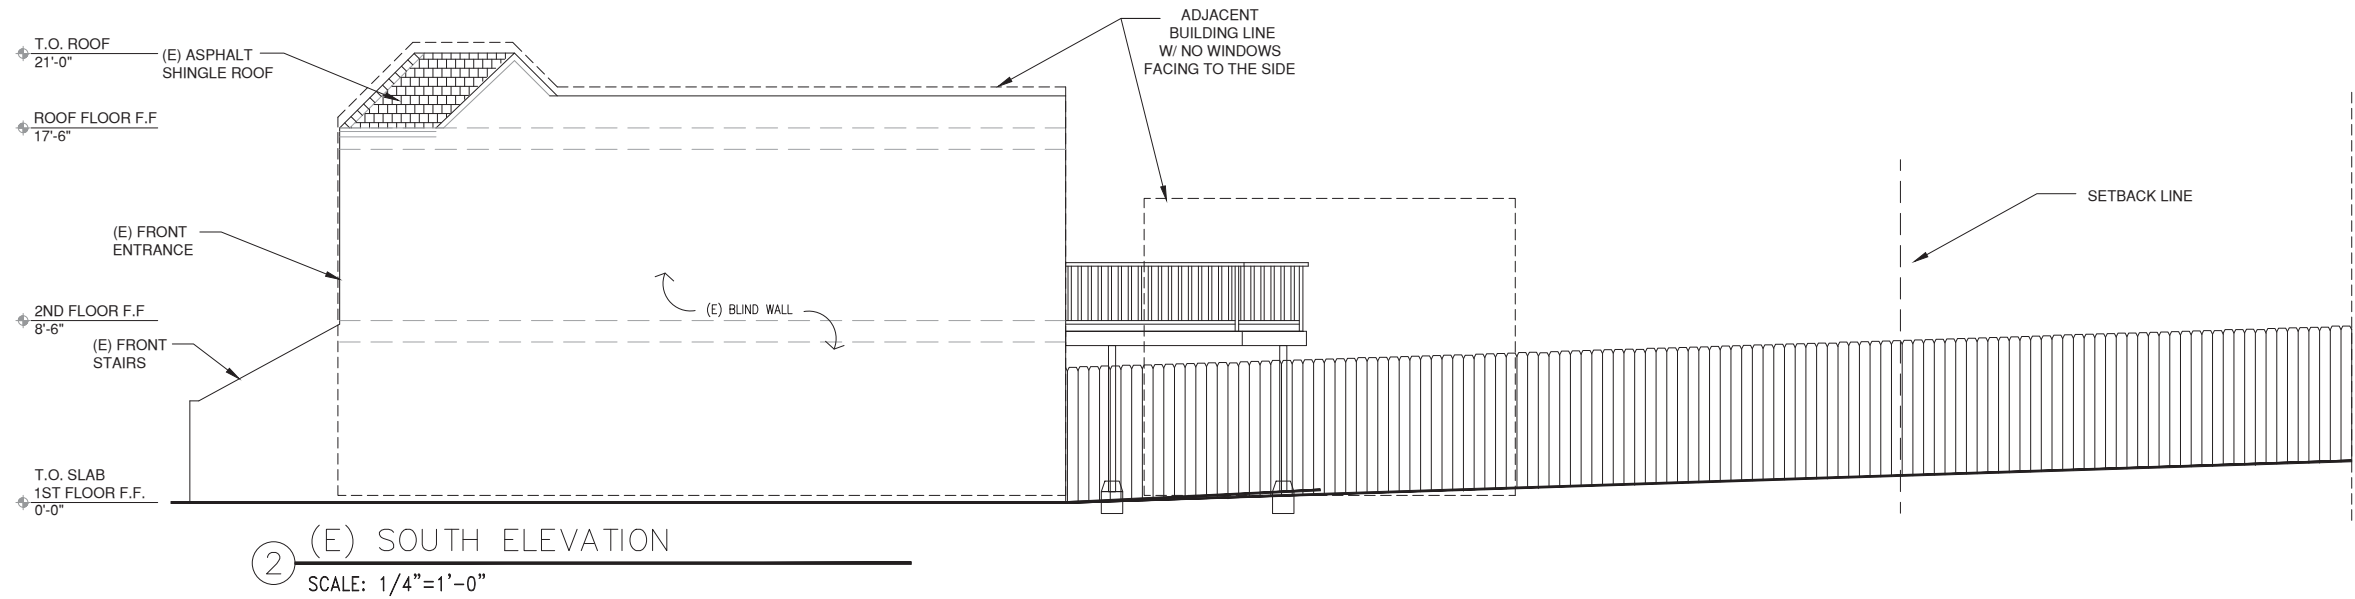 T.O. ROOF
21'-0"
(E) ASPHALT
SHINGLE ROOF
ADJACENT
BUILDING LINE
W/ NO WINDOWS
FACING TO THE SIDE
ROOF FLOOR F.F
17'-6"
SETBACK LINE
(E) FRONT
ENTRANCE
2ND FLOOR F.F
8'-6"
(E) BLIND WALL
(E) FRONT
STAIRS
T.O. SLAB
1ST FLOOR F.F.
0'-0"
2
(E) SOUTH ELEVATION
SCALE: 1/4"=1'-0"